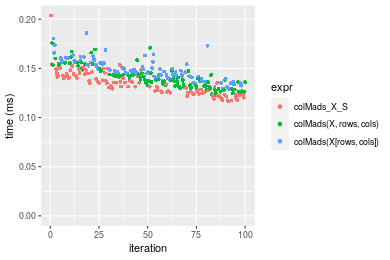 0.20
0.15
0.10
0.05
0.00
time (ms)
0
25
50
75
100
iteration
expr
colMads_X_S
colMads(X, rows, cols)
colMads(X[rows, cols])